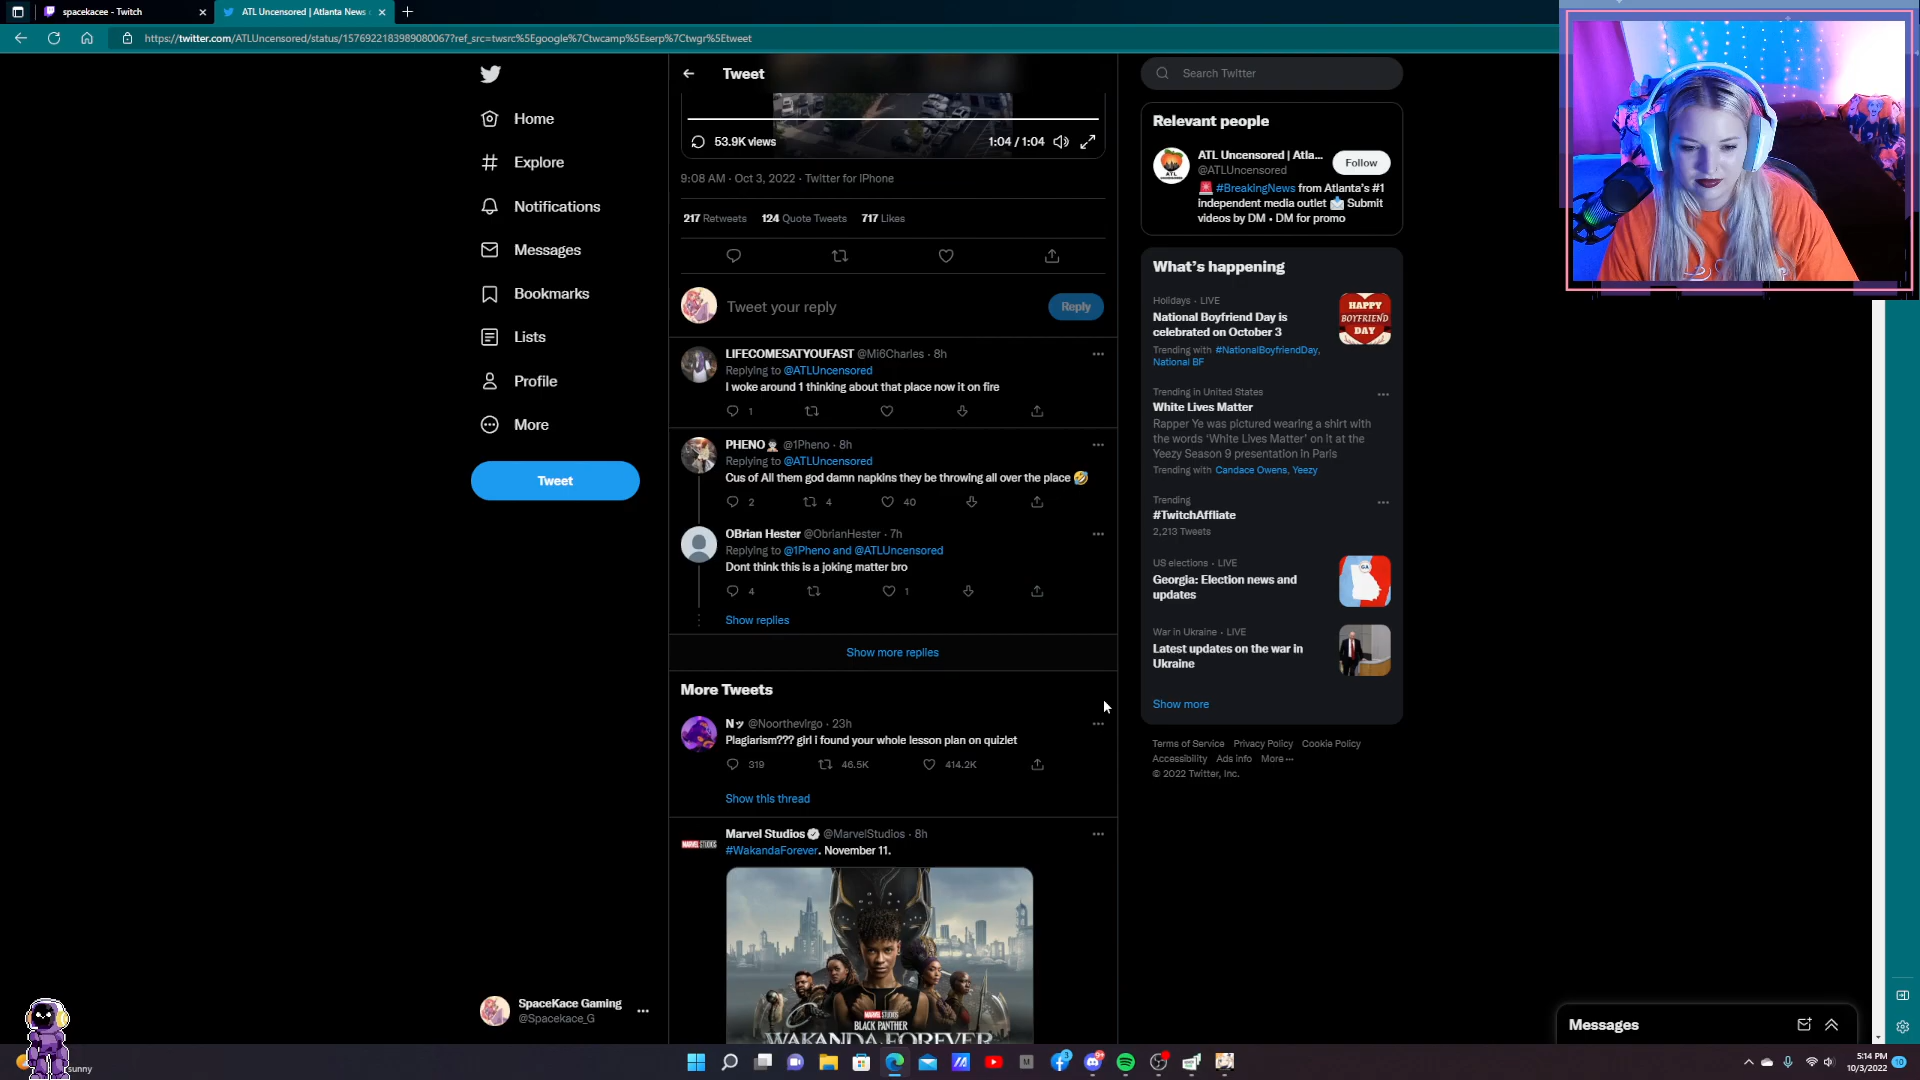 spacekacee - Twitch
ATL Uncensored | Atlanta News
https://twitter.com/ATLUncensored/status/1576922183989080067?ref_src=twsrc%5Egoogle%7Ctwcamp%5Eserp%7Ctwgr%5Etweet
Home
Explore
Notifications
Messages
Bookmarks
Lists
Profile
More
Tweet
SpaceKace Gaming
@Spacekace_G
Tweet
53.9K views
1:04 / 1:04
9:08 AM · Oct 3, 2022 · Twitter for iPhone
217 Retweets 124 Quote Tweets 717 Likes
Tweet your reply
Reply
LIFECOMESATYOUFAST @Mi6Charles · 8h
Replying to @ATLUncensored
I woke around 1 thinking about that place now it on fire
1
PHENO @1Pheno · 8h
Replying to @ATLUncensored
Cus of All them god damn napkins they be throwing all over the place 🤣
2 4 40
OBrian Hester @ObrianHester · 7h
Replying to @1Pheno and @ATLUncensored
Dont think this is a joking matter bro
4 1
Show replies
Show more replies
More Tweets
Nッ @Noorthevirgo · 23h
Plagiarism??? girl i found your whole lesson plan on quizlet
319 46.5K 414.2K
Show this thread
MARVEL STUDIOS
Marvel Studios @MarvelStudios · 8h
#WakandaForever. November 11.
MARVEL STUDIOS
BLACK PANTHER
WAKANDA FOREVER
Search Twitter
Relevant people
ATL Uncensored | Atla...
@ATLUncensored
Follow
🚨 #BreakingNews from Atlanta's #1
independent media outlet 📩 Submit
videos by DM • DM for promo
What's happening
Holidays · LIVE
National Boyfriend Day is
celebrated on October 3
Trending with #NationalBoyfriendDay,
National BF
HAPPY
BOYFRIEND
DAY
Trending in United States
White Lives Matter
Rapper Ye was pictured wearing a shirt with
the words 'White Lives Matter' on it at the
Yeezy Season 9 presentation in Paris
Trending with Candace Owens, Yeezy
Trending
#TwitchAffliate
2,213 Tweets
US elections · LIVE
Georgia: Election news and
updates
GA
War in Ukraine · LIVE
Latest updates on the war in
Ukraine
Show more
Terms of Service Privacy Policy Cookie Policy
Accessibility Ads info More ···
© 2022 Twitter, Inc.
Messages
sunny
5:14 PM
10/3/2022
10